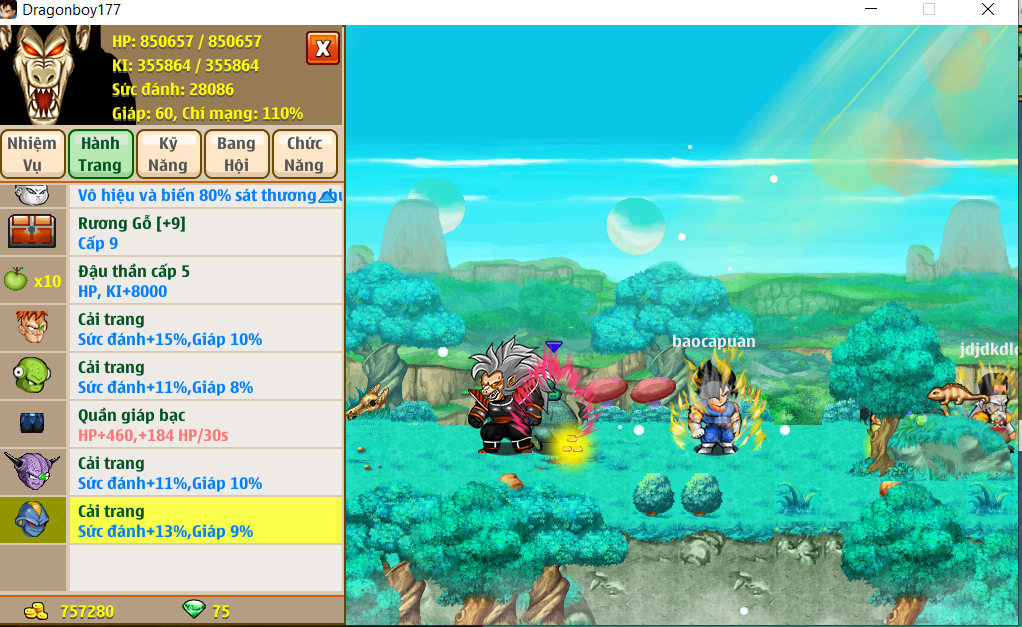 Dragonboy177
HP: 850657 / 850657
KI: 355864 / 355864
Sức đánh: 28086
Giáp: 60, Chí mạng: 110%
X
Nhiệm Vụ
Hành Trang
Kỹ Năng
Bang Hội
Chức Năng
Vô hiệu và biến 80% sát thương
Rương Gỗ [+9]
Cấp 9
x10
Đậu thần cấp 5
HP, KI+8000
Cải trang
Sức đánh+15%,Giáp 10%
Cải trang
Sức đánh+11%,Giáp 8%
Quần giáp bạc
HP+460,+184 HP/30s
Cải trang
Sức đánh+11%,Giáp 10%
Cải trang
Sức đánh+13%,Giáp 9%
757280
75
baocapuan